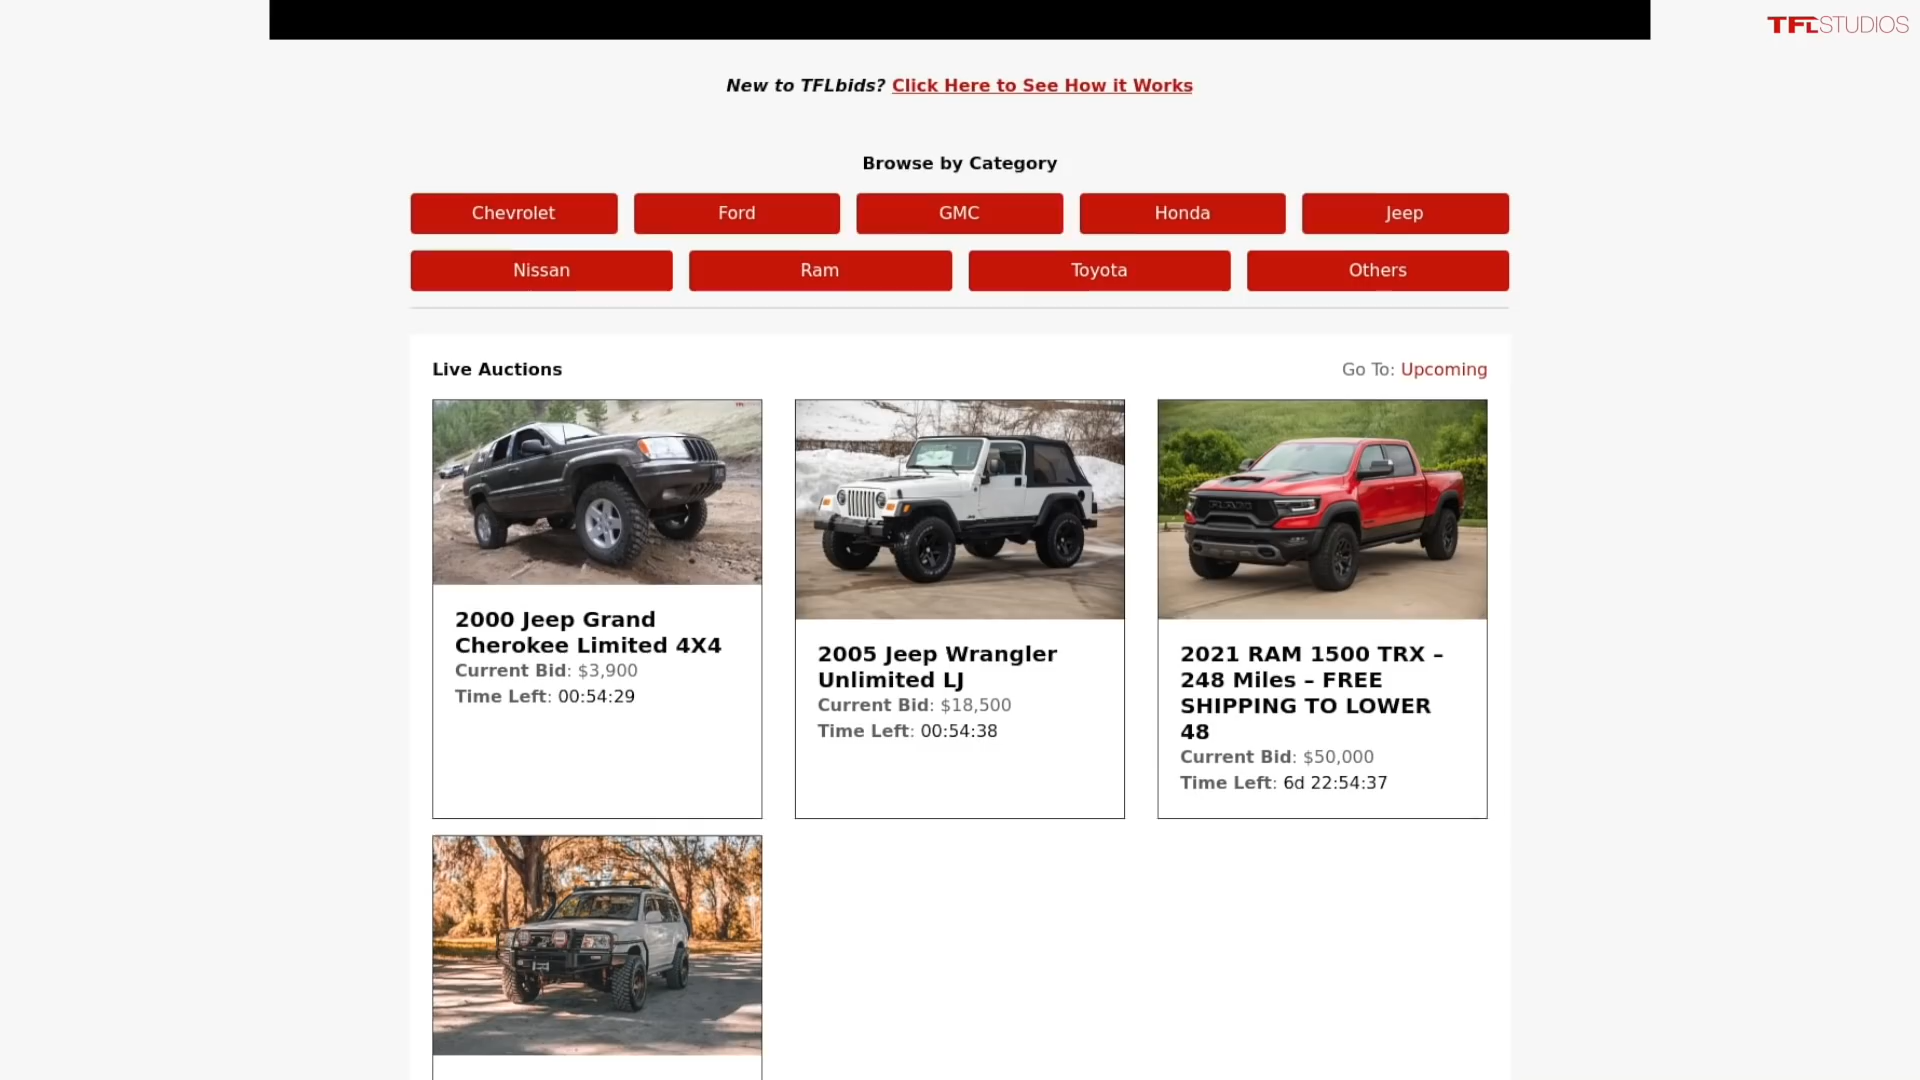 TFLSTUDIOS
New to TFLbids? Click Here to See How it Works
Browse by Category
Chevrolet
Ford
GMC
Honda
Jeep
Nissan
Ram
Toyota
Others
Live Auctions
Go To: Upcoming
2000 Jeep Grand
Cherokee Limited 4X4
Current Bid: $3,900
Time Left: 00:54:29
2005 Jeep Wrangler
Unlimited LJ
Current Bid: $18,500
Time Left: 00:54:38
2021 RAM 1500 TRX –
248 Miles – FREE
SHIPPING TO LOWER
48
Current Bid: $50,000
Time Left: 6d 22:54:37